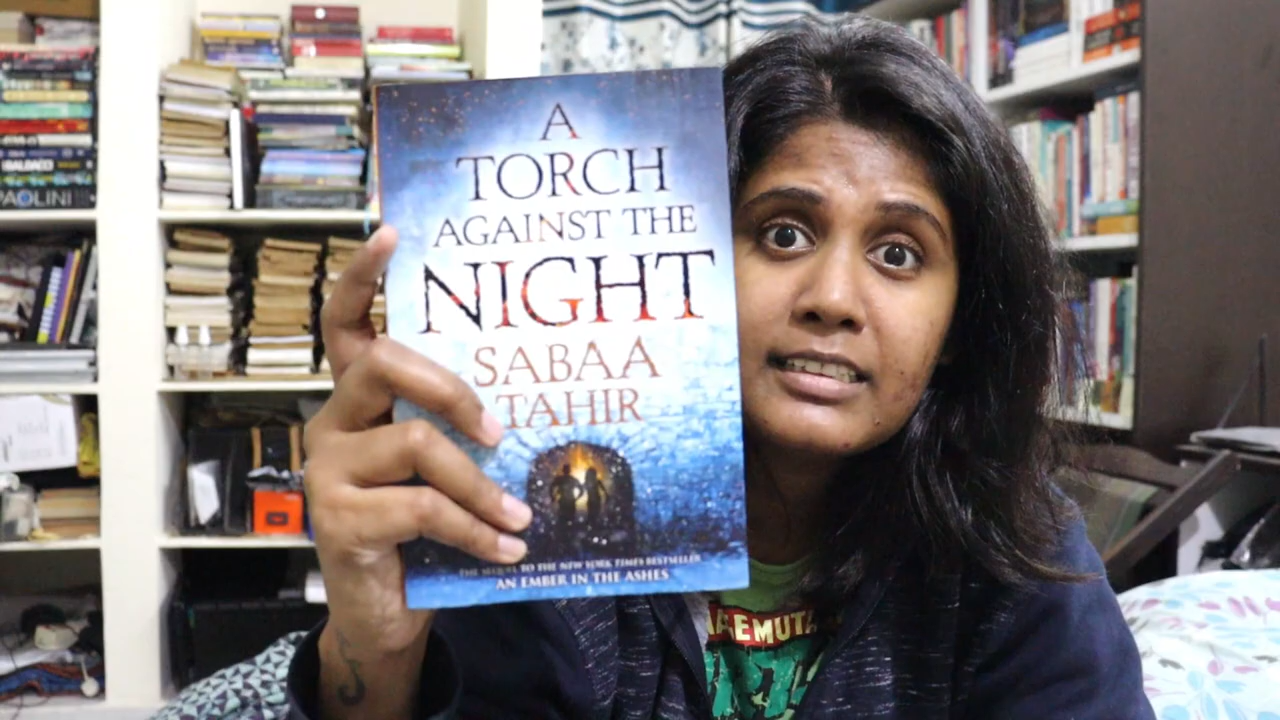 A
TORCH
AGAINST THE
NIGHT
SABAA
TAHIR
THE SEQUEL TO THE NEW YORK TIMES BESTSELLER
AN EMBER IN THE ASHES
BALDACCI
PAOLINI